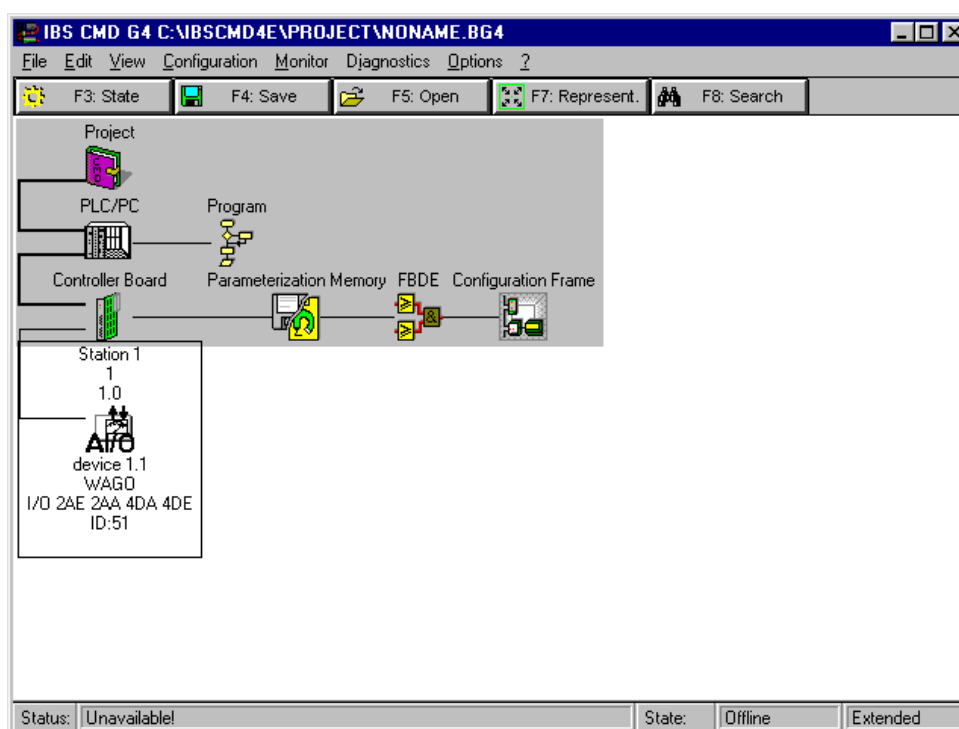 IBS CMD G4 C:\IBSCMD4E\PROJECT\NONAME.BG4
File Edit View Configuration Monitor Diagnostics Options ?
F3: State F4: Save F5: Open F7: Represent. F8: Search
Project
CMD
PLC/PC Program
Controller Board Parameterization Memory FBDE Configuration Frame
≥ & ≥
Station 1
1
1.0
AI/O
device 1.1
WAGO
I/O 2AE 2AA 4DA 4DE
ID:51
Status: Unavailable! State: Offline Extended